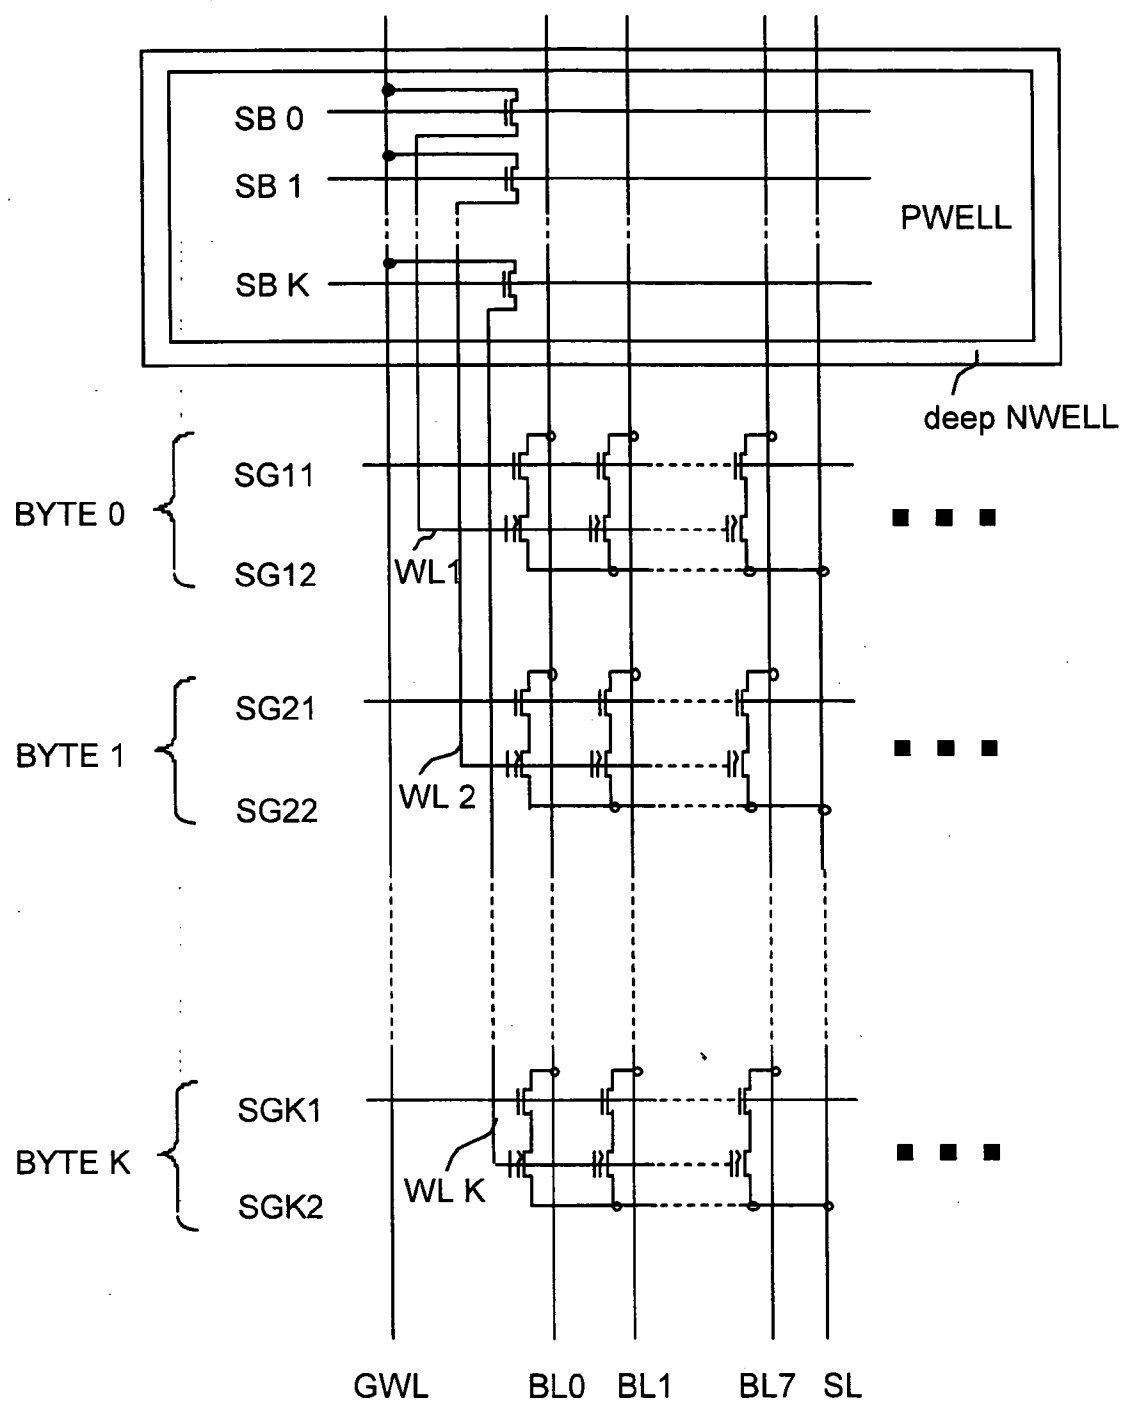 SB 0
SB 1
PWELL
SB K
deep NWELL
SG11
BYTE 0
WL1
SG12
SG21
BYTE 1
WL 2
SG22
SGK1
BYTE K
WL K
SGK2
GWL BL0 BL1 BL7 SL